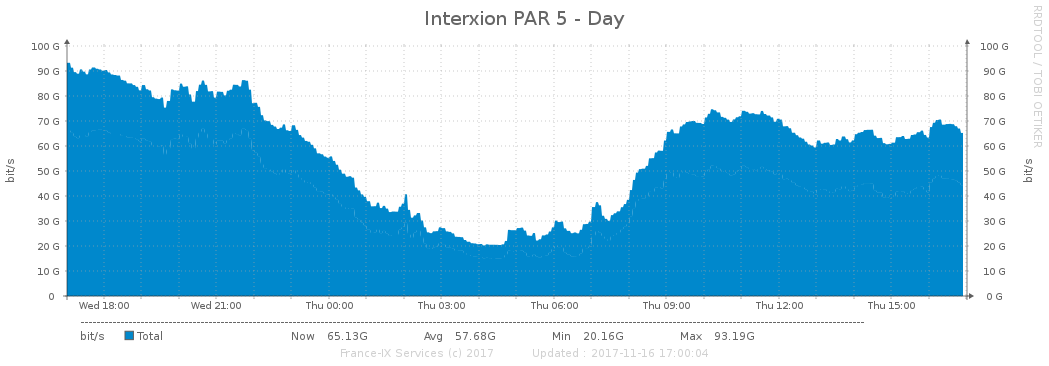 Interxion PAR 5 - Day
RRDTOOL / TOBI OETIKER
100 G 100 G
90 G 90 G
80 G 80 G
70 G 70 G
60 G 60 G
50 G 50 G
40 G 40 G
30 G 30 G
20 G 20 G
10 G 10 G
0 0 G
bit/s bit/s
Wed 18:00 Wed 21:00 Thu 00:00 Thu 03:00 Thu 06:00 Thu 09:00 Thu 12:00 Thu 15:00
bit/s Total Now 65.13G Avg 57.68G Min 20.16G Max 93.19G
France-IX Services (c) 2017 Updated : 2017-11-16 17:00:04